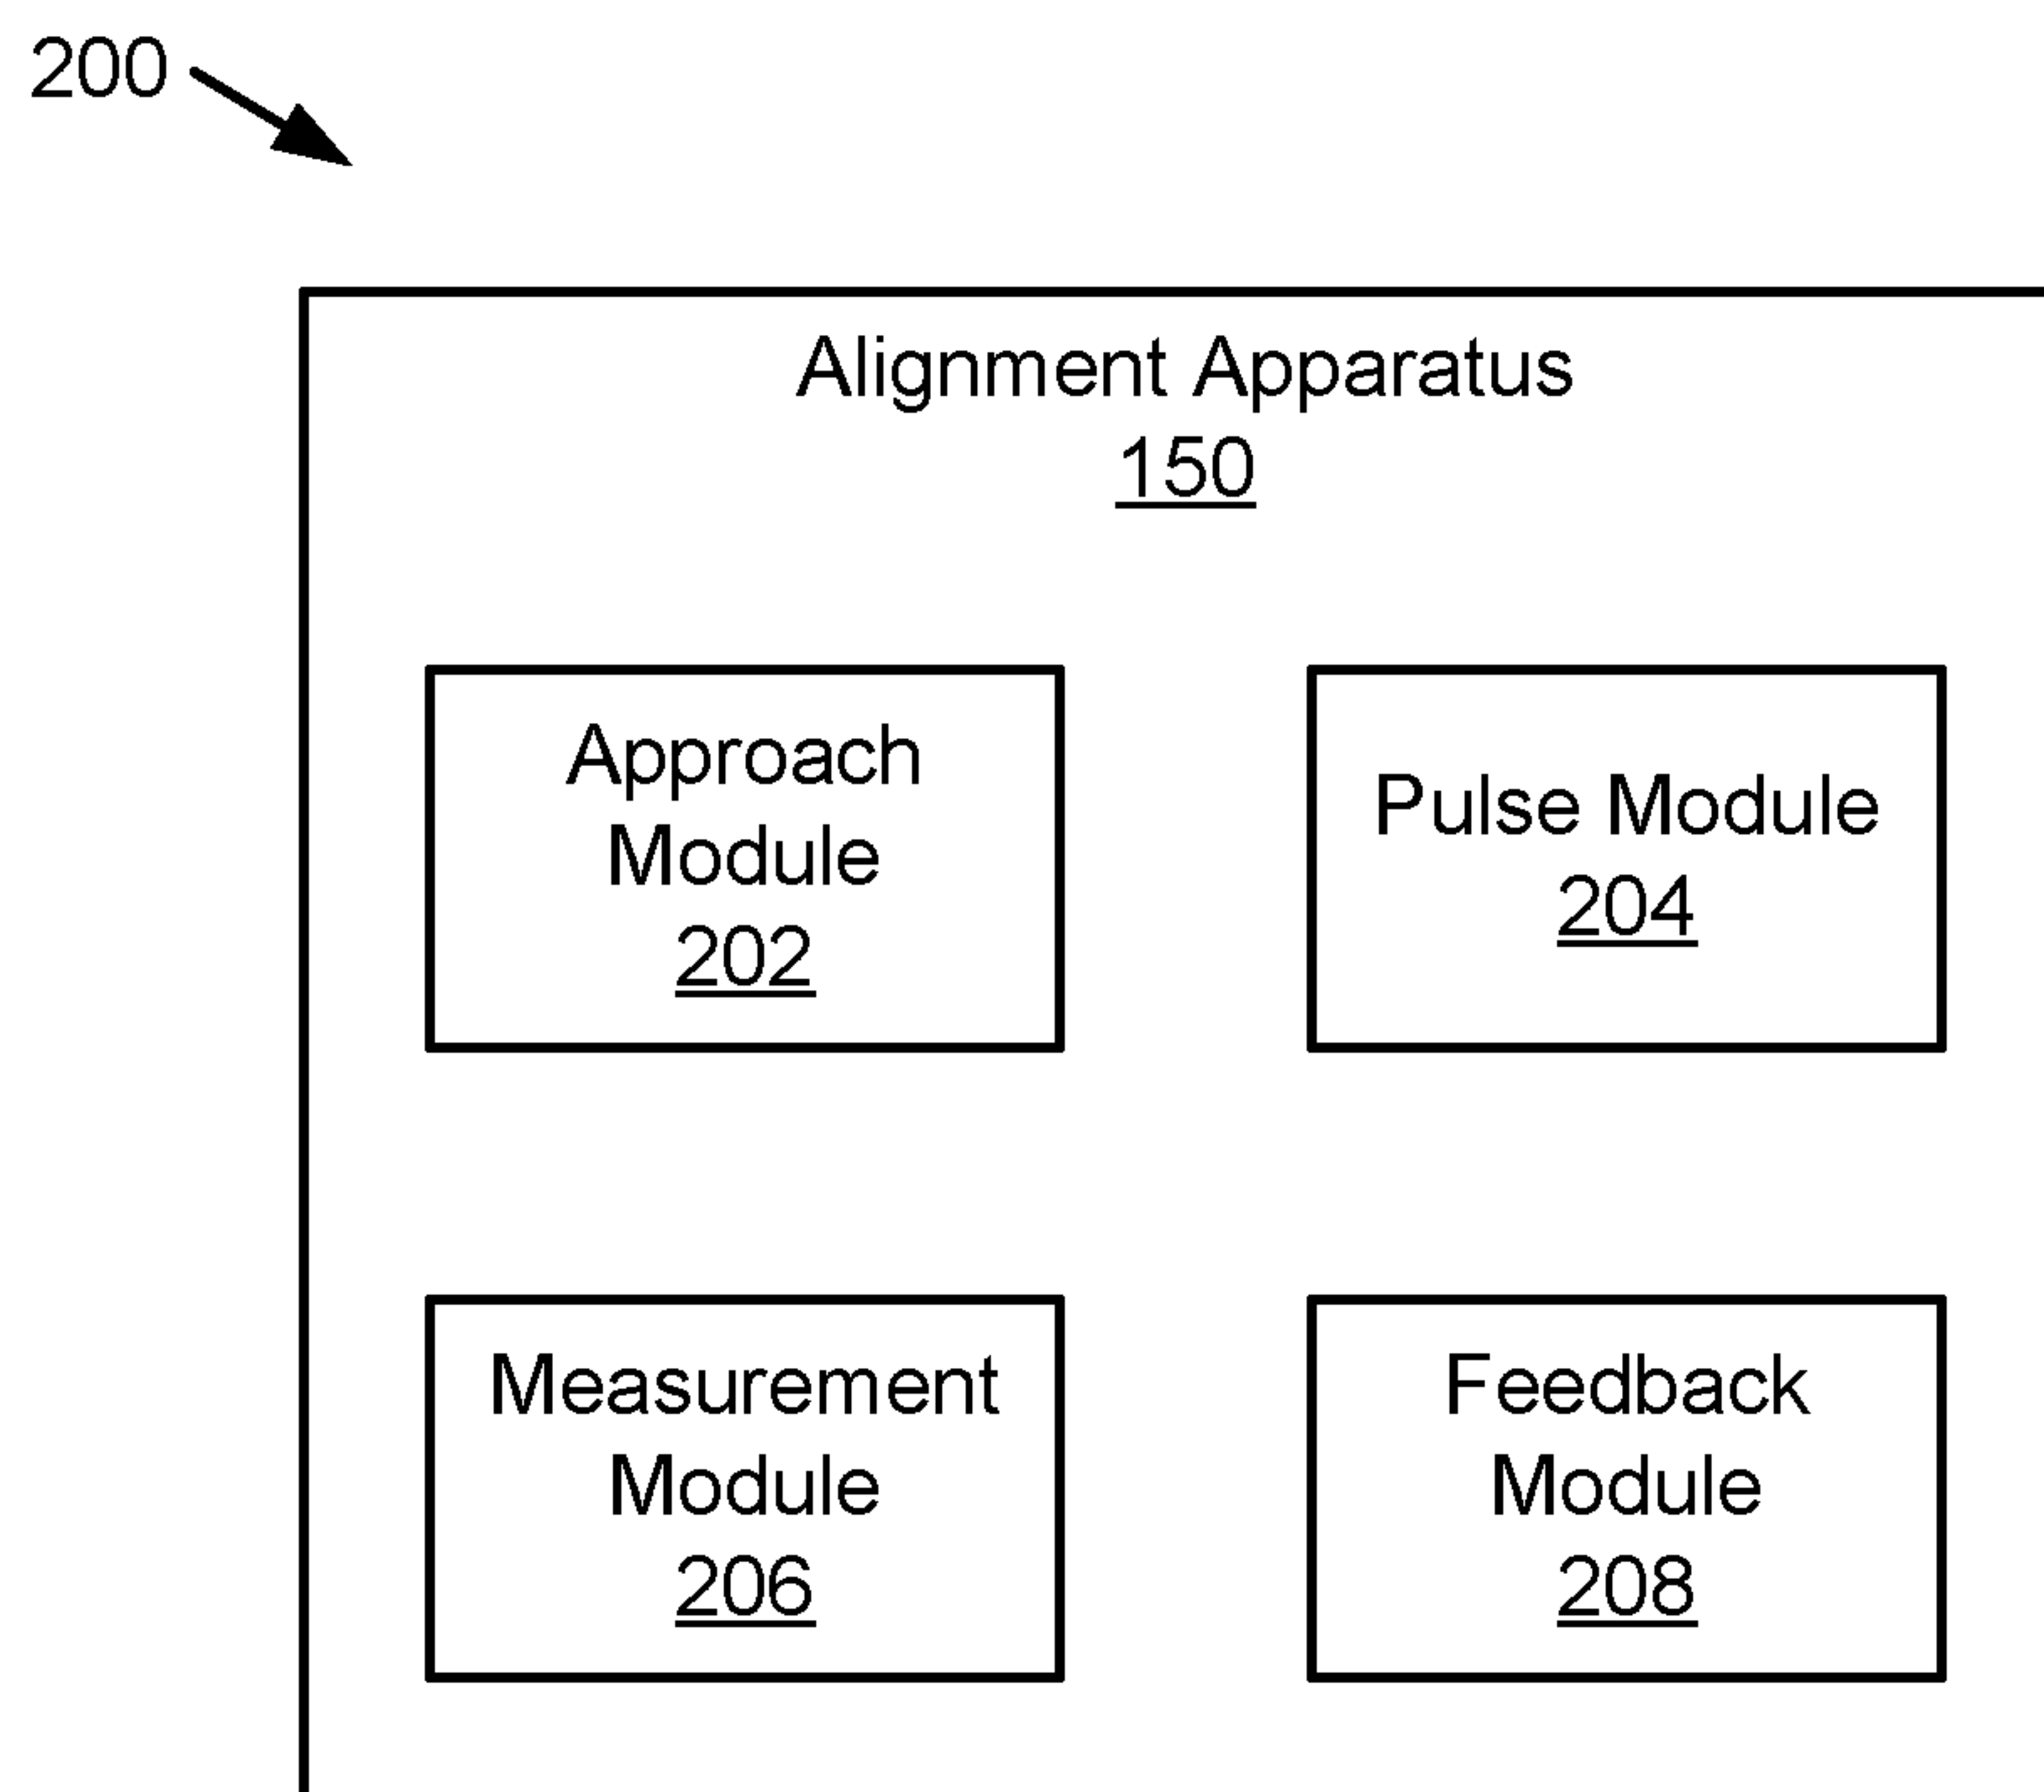 200
Alignment Apparatus
150
Approach
Module
202
Pulse Module
204
Measurement
Module
206
Feedback
Module
208